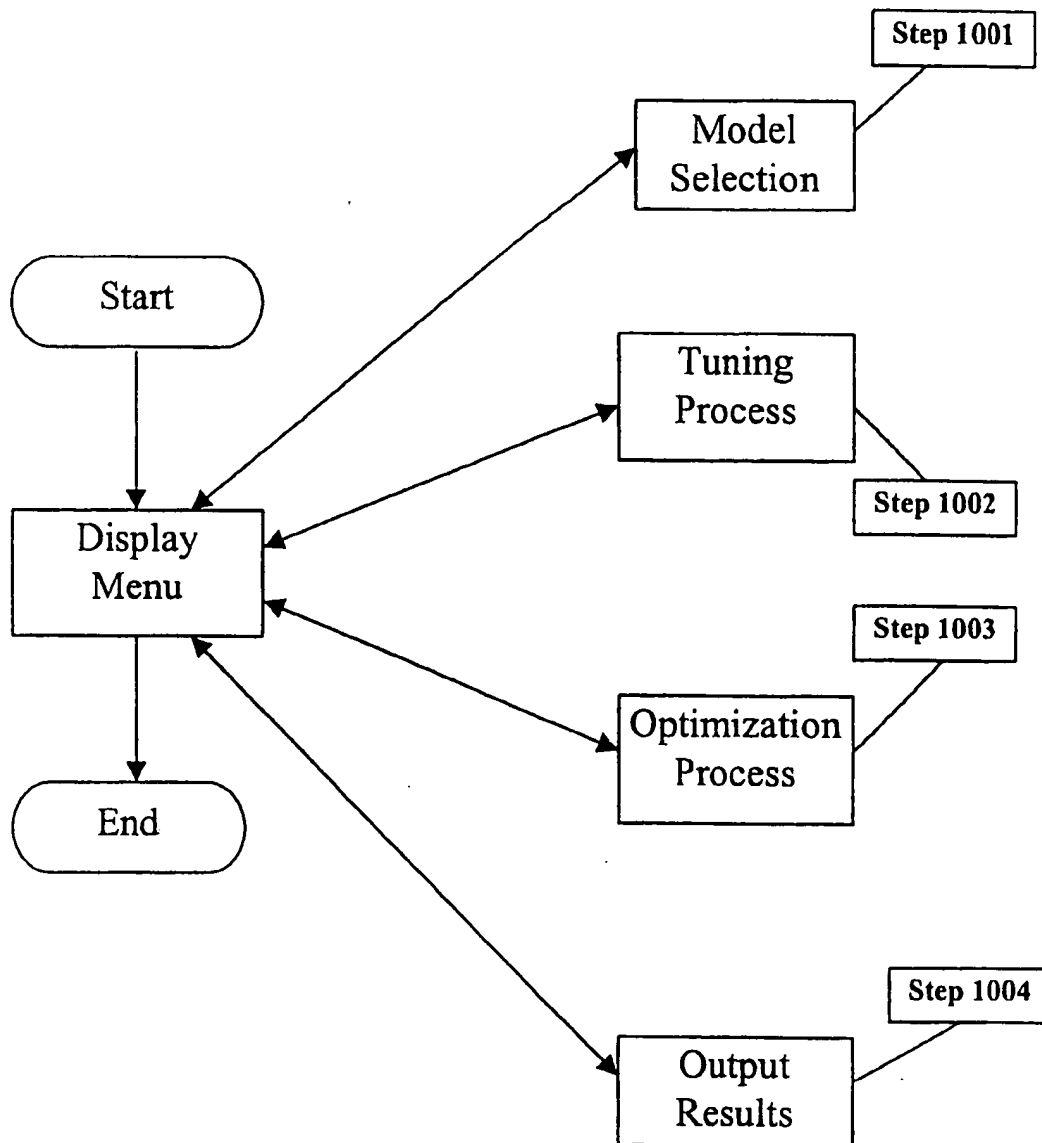 Step 1001
Model
Selection
Start
Tuning
Process
Step 1002
Display
Menu
Step 1003
Optimization
Process
End
Step 1004
Output
Results